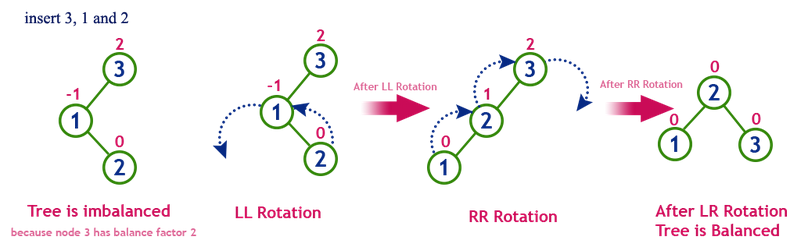 insert 3, 1 and 2
2
3
-1
1
0
2
Tree is imbalanced
because node 3 has balance factor 2
2
3
-1
1
0
2
LL Rotation
After LL Rotation
2
3
1
2
0
1
RR Rotation
After RR Rotation
0
2
0
1
0
3
After LR Rotation
Tree is Balanced